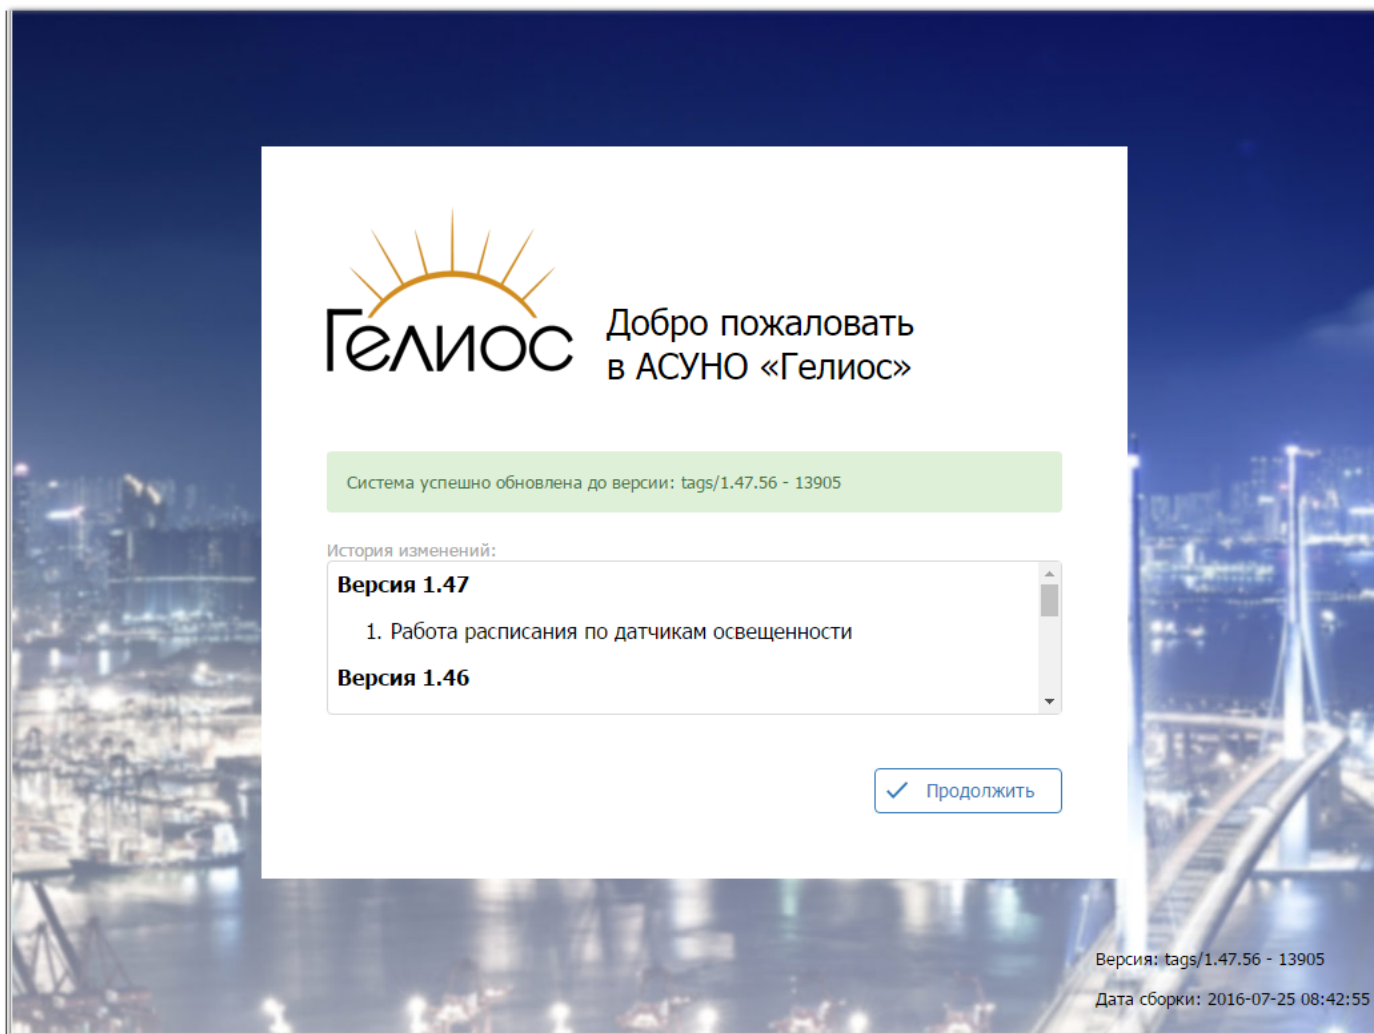 Гелиос
Добро пожаловать
в АСУНО «Гелиос»
Система успешно обновлена до версии: tags/1.47.56 - 13905
История изменений:
Версия 1.47
1. Работа расписания по датчикам освещенности
Версия 1.46
Продолжить
Версия: tags/1.47.56 - 13905
Дата сборки: 2016-07-25 08:42:55